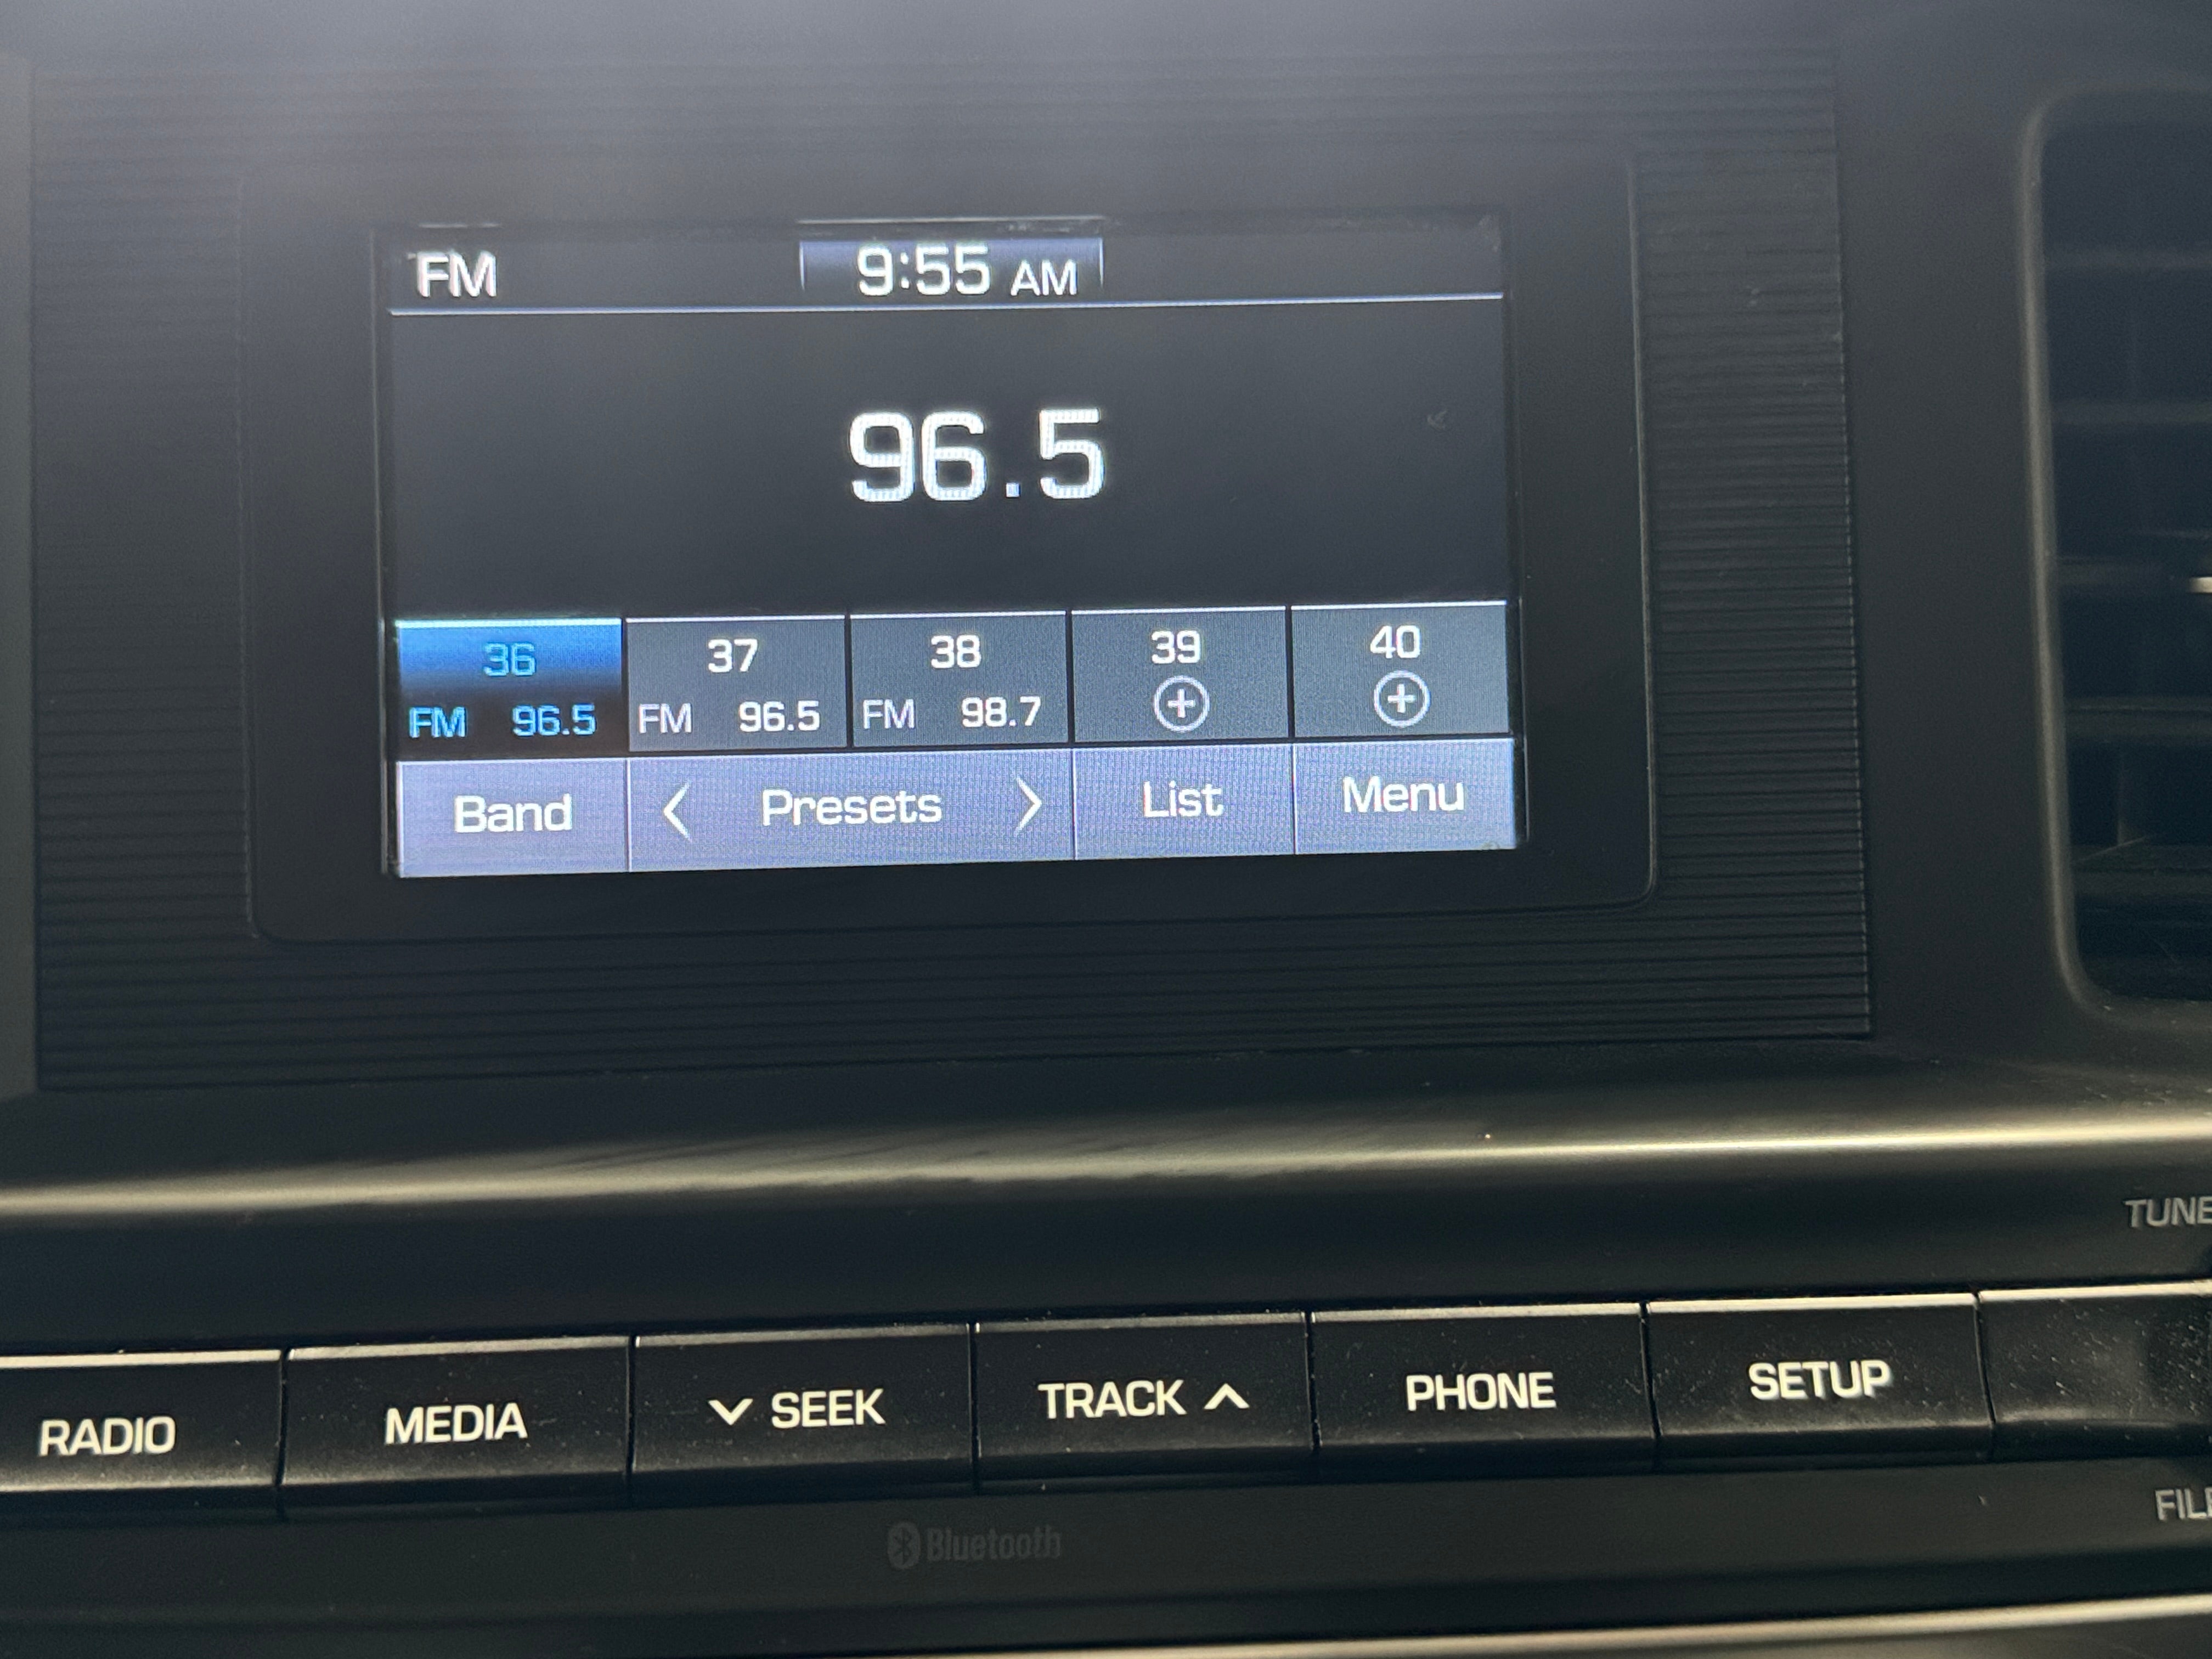 FM 9:55 AM
96.5
36 37 38 39 40
FM 96.5 FM 96.5 FM 98.7
Band < Presets > List Menu
TUNE
RADIO MEDIA SEEK TRACK PHONE SETUP
Bluetooth